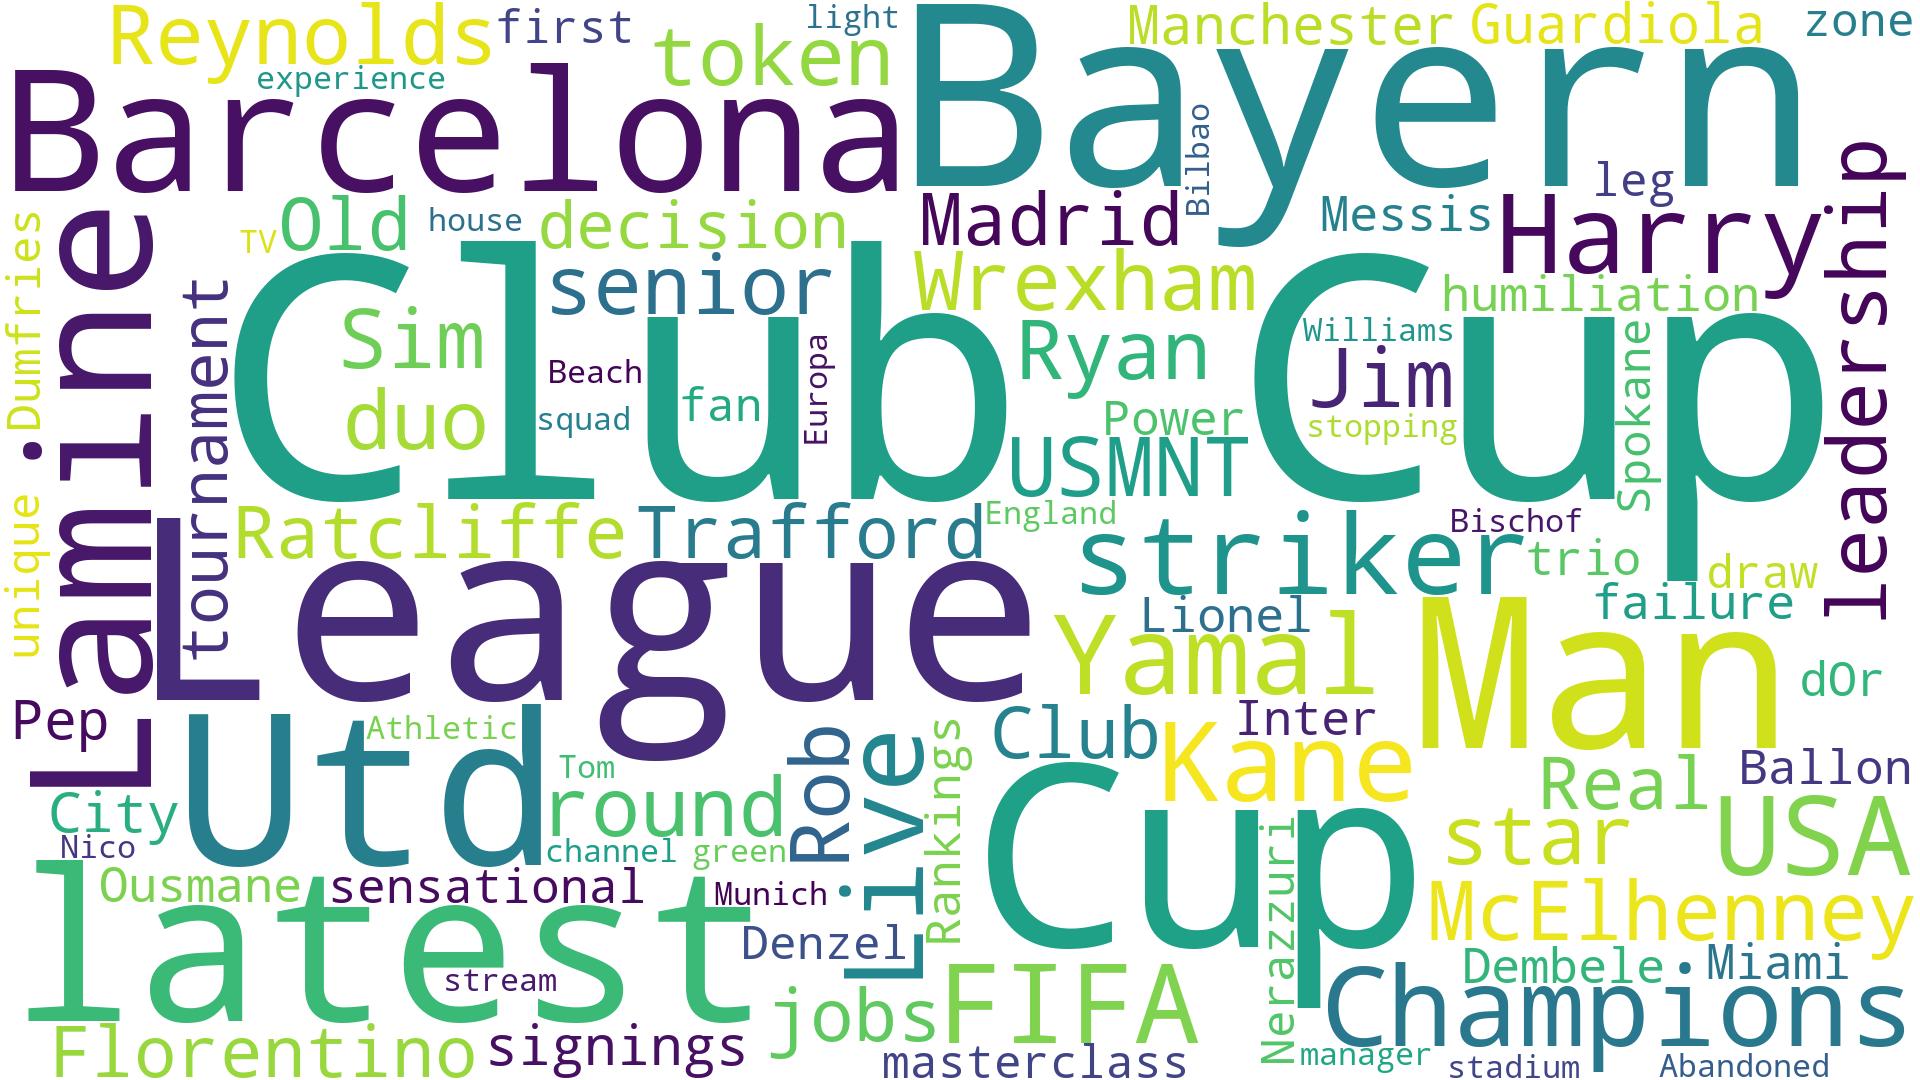 Reynolds
first
light
Manchester
Guardiola
zone
experience
token
Barcelona
Bayern
Bilbao
leg
leadership
Dumfries
TV
Old
house
decision
Madrid
Messis
Harry
Lamine
tournament
senior
Wrexham
humiliation
Club
Cup
Sim
Beach
Europa
Ryan
Williams
Jim
Spokane
duo
squad
fan
Power
stopping
USMNT
unique
Ratcliffe
Trafford
England
striker
Bischof
trio
draw
League
Lionel
failure
Yamal
Man
dOr
Pep
Utd
Athletic
Rob
Live
Rankings
Club
Inter
Kane
Ballon
City
Tom
round
Cup
Real
USA
Nico
channel
green
Nerazzuri
star
latest
Ousmane
sensational
Munich
McElhenney
Denzel
stream
FIFA
Dembele
Miami
jobs
Champions
Florentino
signings
masterclass
manager
stadium
Abandoned